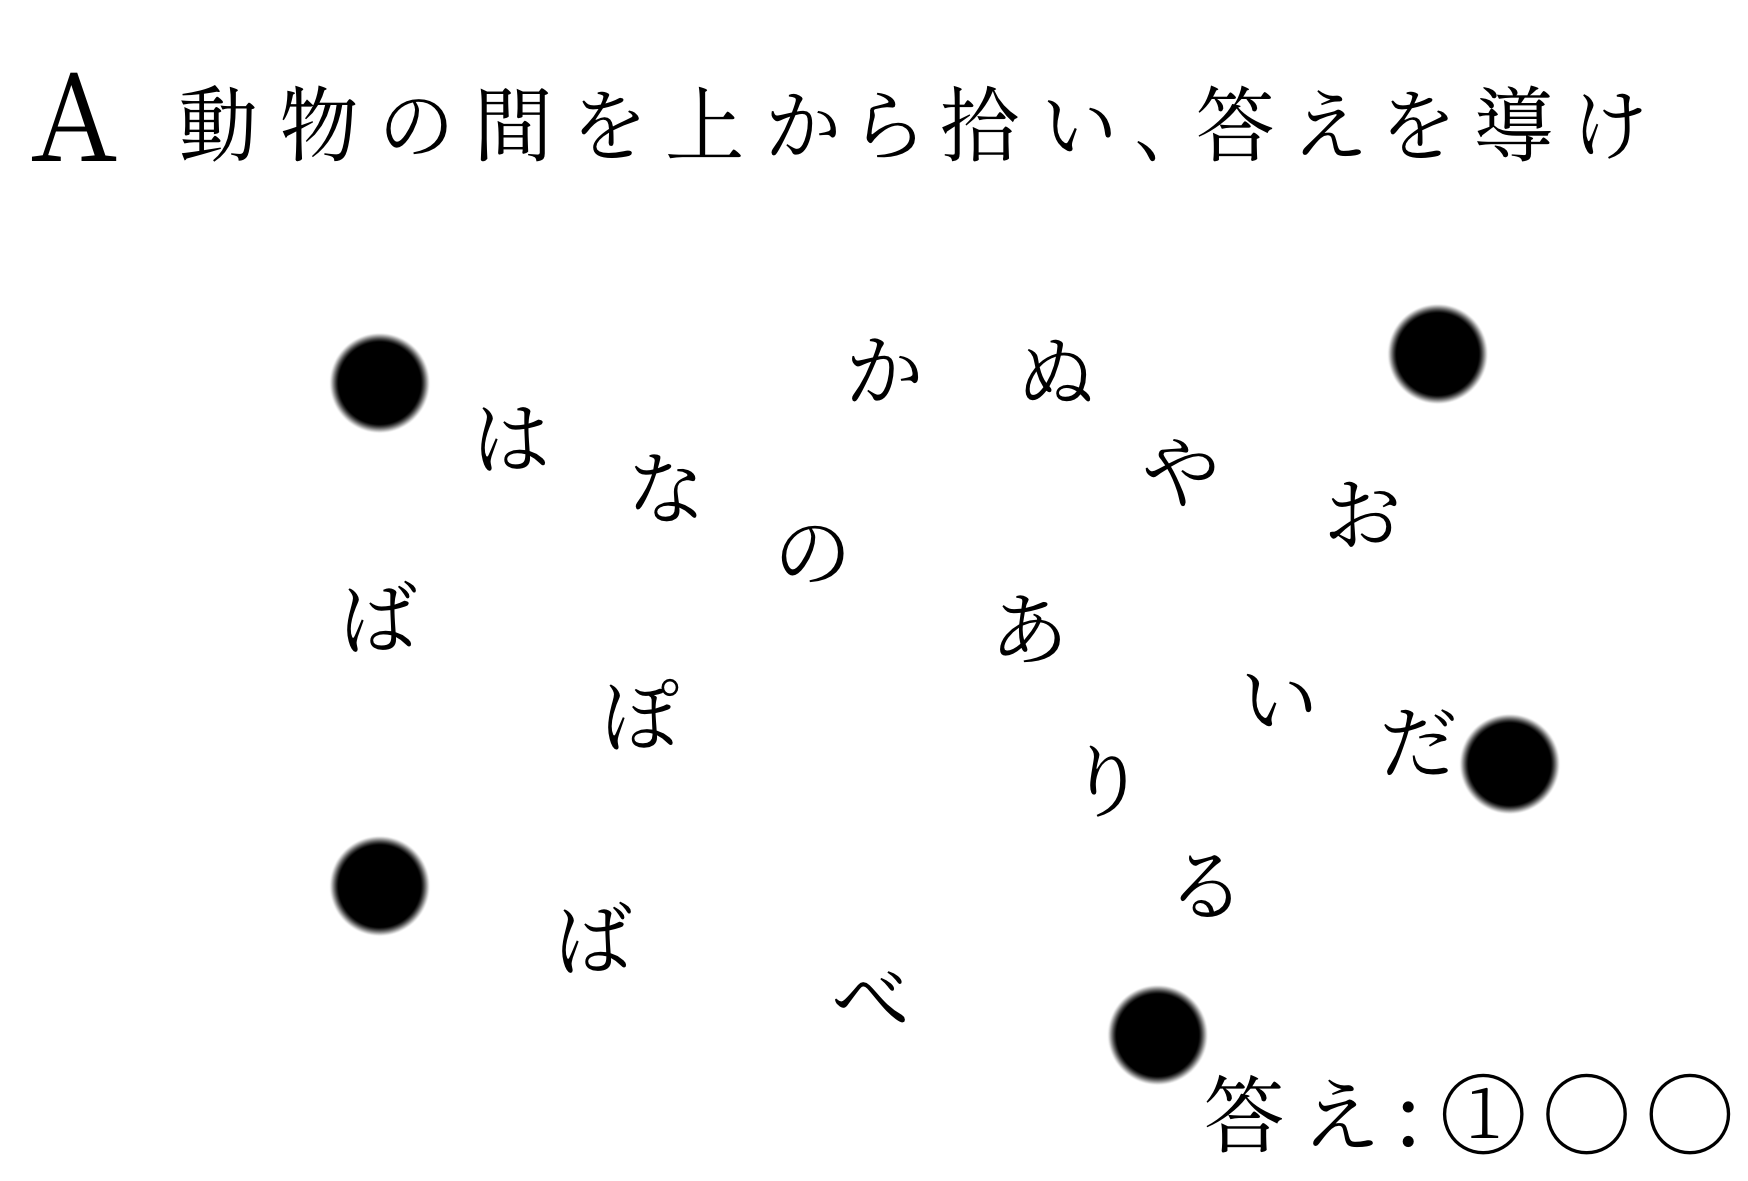 A 動物の間を上から拾い、答えを導け
か ぬ
は な や お
の
ば あ
ぽ い だ
り
る
ば べ
答え:①○○